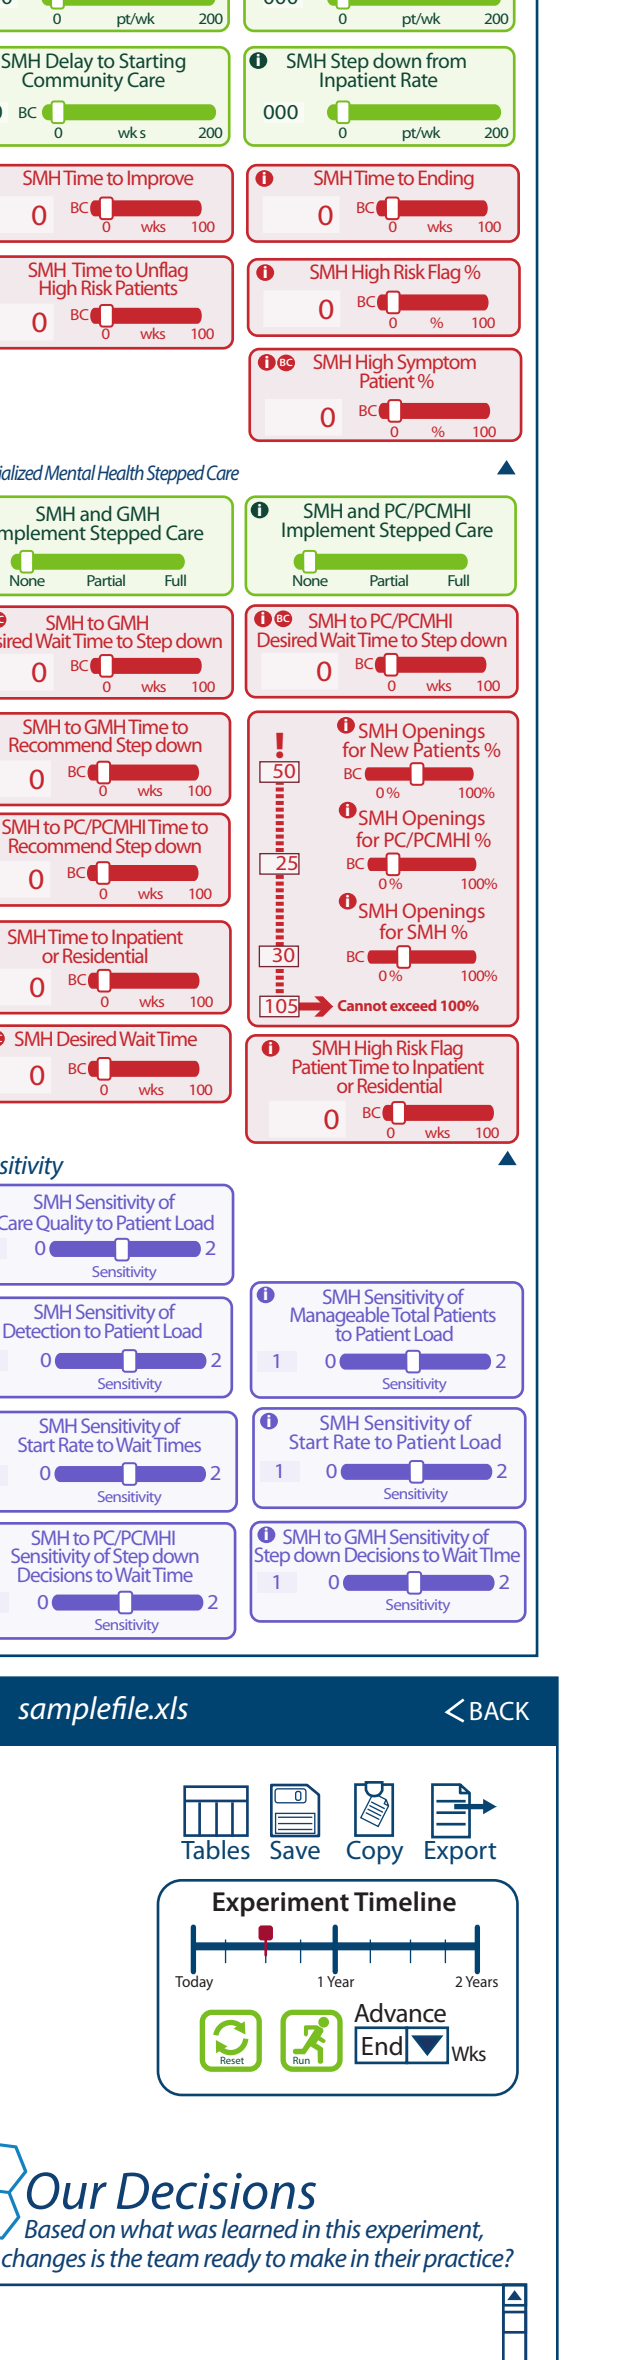 0 pt/wk 200
000
0 pt/wk 200
SMH Delay to Starting
Community Care
BC
0 wks 200
SMH Step down from
Inpatient Rate
000
0 pt/wk 200
SMH Time to Improve
0 BC
0 wks 100
SMH Time to Ending
0 BC
0 wks 100
SMH Time to Unflag
High Risk Patients
0 BC
0 wks 100
SMH High Risk Flag %
0 BC
0 % 100
BC SMH High Symptom
Patient %
0 BC
0 % 100
ialized Mental Health Stepped Care
SMH and GMH
mplement Stepped Care
None Partial Full
SMH and PC/PCMHI
Implement Stepped Care
None Partial Full
SMH to GMH
sired Wait Time to Step down
0 BC
0 wks 100
BC SMH to PC/PCMHI
Desired Wait Time to Step down
0 BC
0 wks 100
SMH to GMH Time to
Recommend Step down
0 BC
0 wks 100
SMH to PC/PCMHI Time to
Recommend Step down
0 BC
0 wks 100
SMH Time to Inpatient
or Residential
0 BC
0 wks 100
SMH Desired Wait Time
0 BC
0 wks 100
!
SMH Openings
for New Patients %
50
BC
0% 100%
SMH Openings
for PC/PCMHI %
25
BC
0% 100%
SMH Openings
for SMH %
30
BC
0% 100%
105 Cannot exceed 100%
SMH High Risk Flag
Patient Time to Inpatient
or Residential
0 BC
0 wks 100
sitivity
SMH Sensitivity of
Care Quality to Patient Load
0 2
Sensitivity
SMH Sensitivity of
Detection to Patient Load
0 2
Sensitivity
SMH Sensitivity of
Manageable Total Patients
to Patient Load
1 0 2
Sensitivity
SMH Sensitivity of
Start Rate to Wait Times
0 2
Sensitivity
SMH Sensitivity of
Start Rate to Patient Load
1 0 2
Sensitivity
SMH to PC/PCMHI
Sensitivity of Step down
Decisions to Wait Time
0 2
Sensitivity
SMH to GMH Sensitivity of
Step down Decisions to Wait TIme
1 0 2
Sensitivity
samplefile.xls <BACK
Tables Save Copy Export
Experiment Timeline
Today 1 Year 2 Years
Advance
Reset Run End Wks
Our Decisions
Based on what was learned in this experiment,
changes is the team ready to make in their practice?